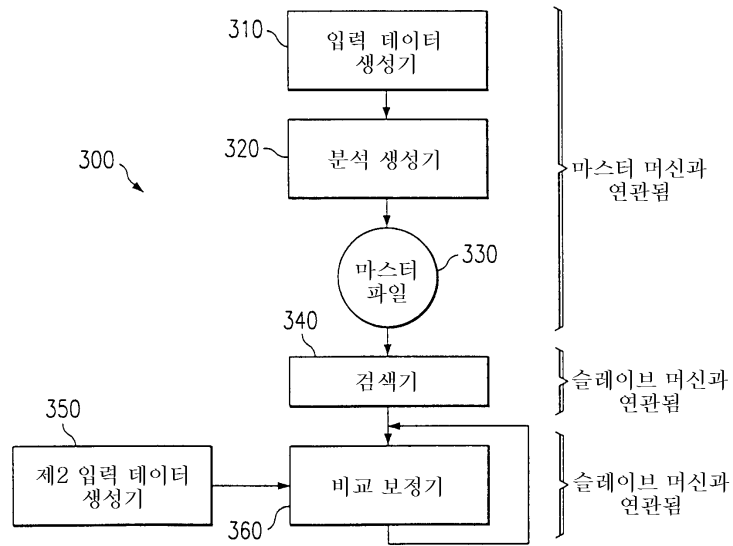 310
입력 데이터
생성기
320
분석 생성기
300
마스터 머신과
연관됨
330
마스터
파일
340
검색기
슬레이브 머신과
연관됨
350
제2 입력 데이터
생성기
비교 보정기
360
슬레이브 머신과
연관됨